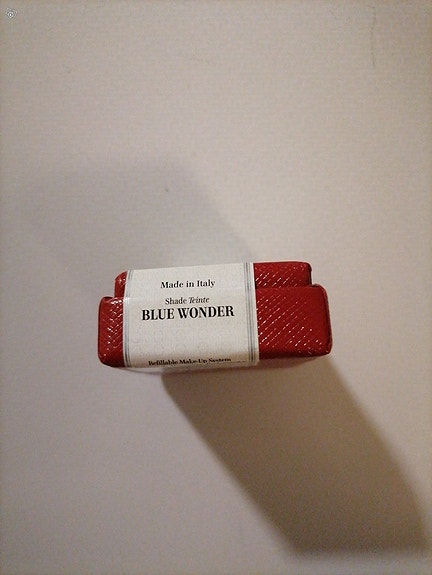 Made in Italy
Shade Teinte
BLUE WONDER
Refillable Make-Up System